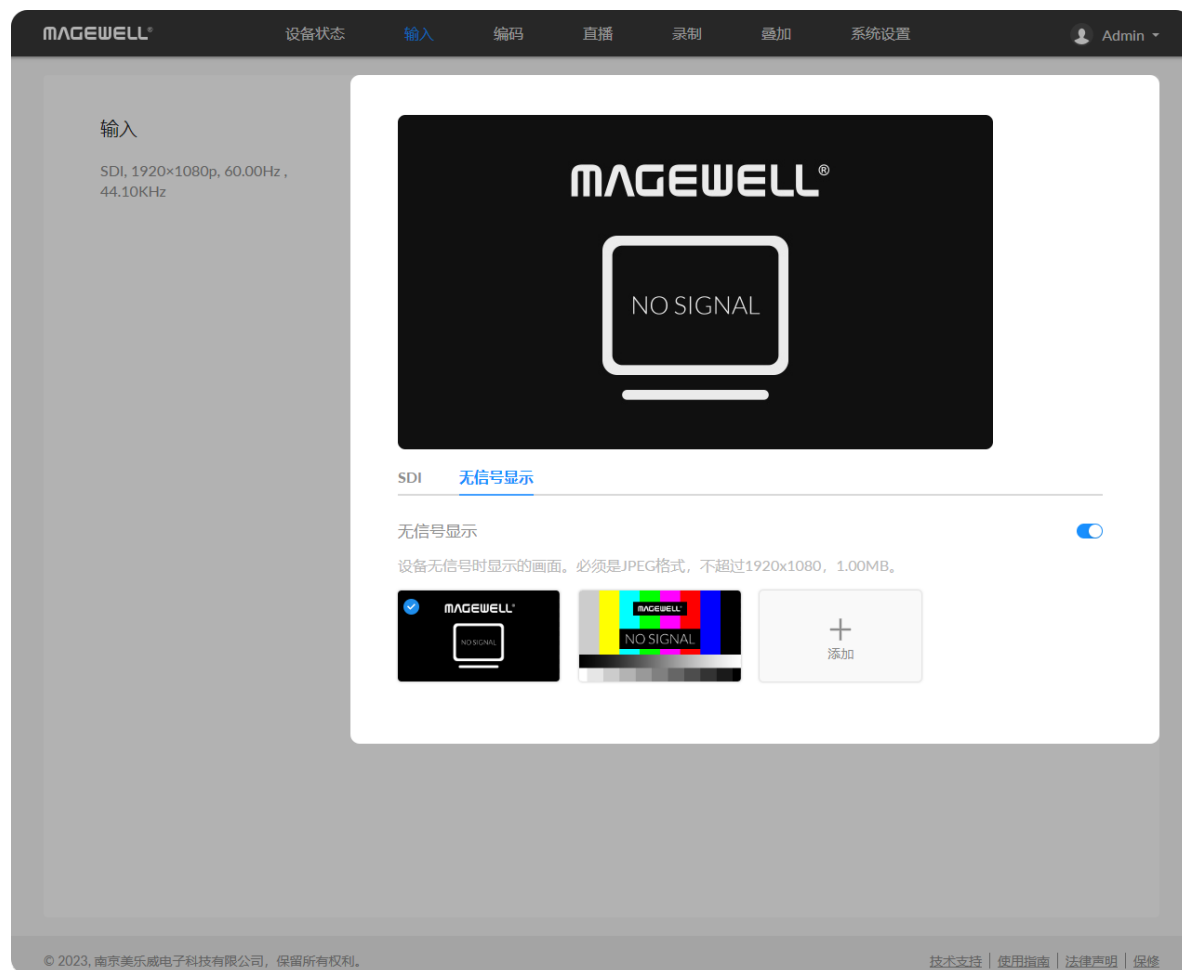 MAGEWELL®
设备状态
输入
编码
直播
录制
叠加
系统设置
Admin
输入
SDI, 1920×1080p, 60.00Hz ,
44.10KHz
MAGEWELL®
NO SIGNAL
SDI
无信号显示
无信号显示
设备无信号时显示的画面。必须是JPEG格式，不超过1920x1080，1.00MB。
MAGEWELL®
NO SIGNAL
MAGEWELL®
NO SIGNAL
添加
© 2023, 南京美乐威电子科技有限公司，保留所有权利。
技术支持 | 使用指南 | 法律声明 | 保修